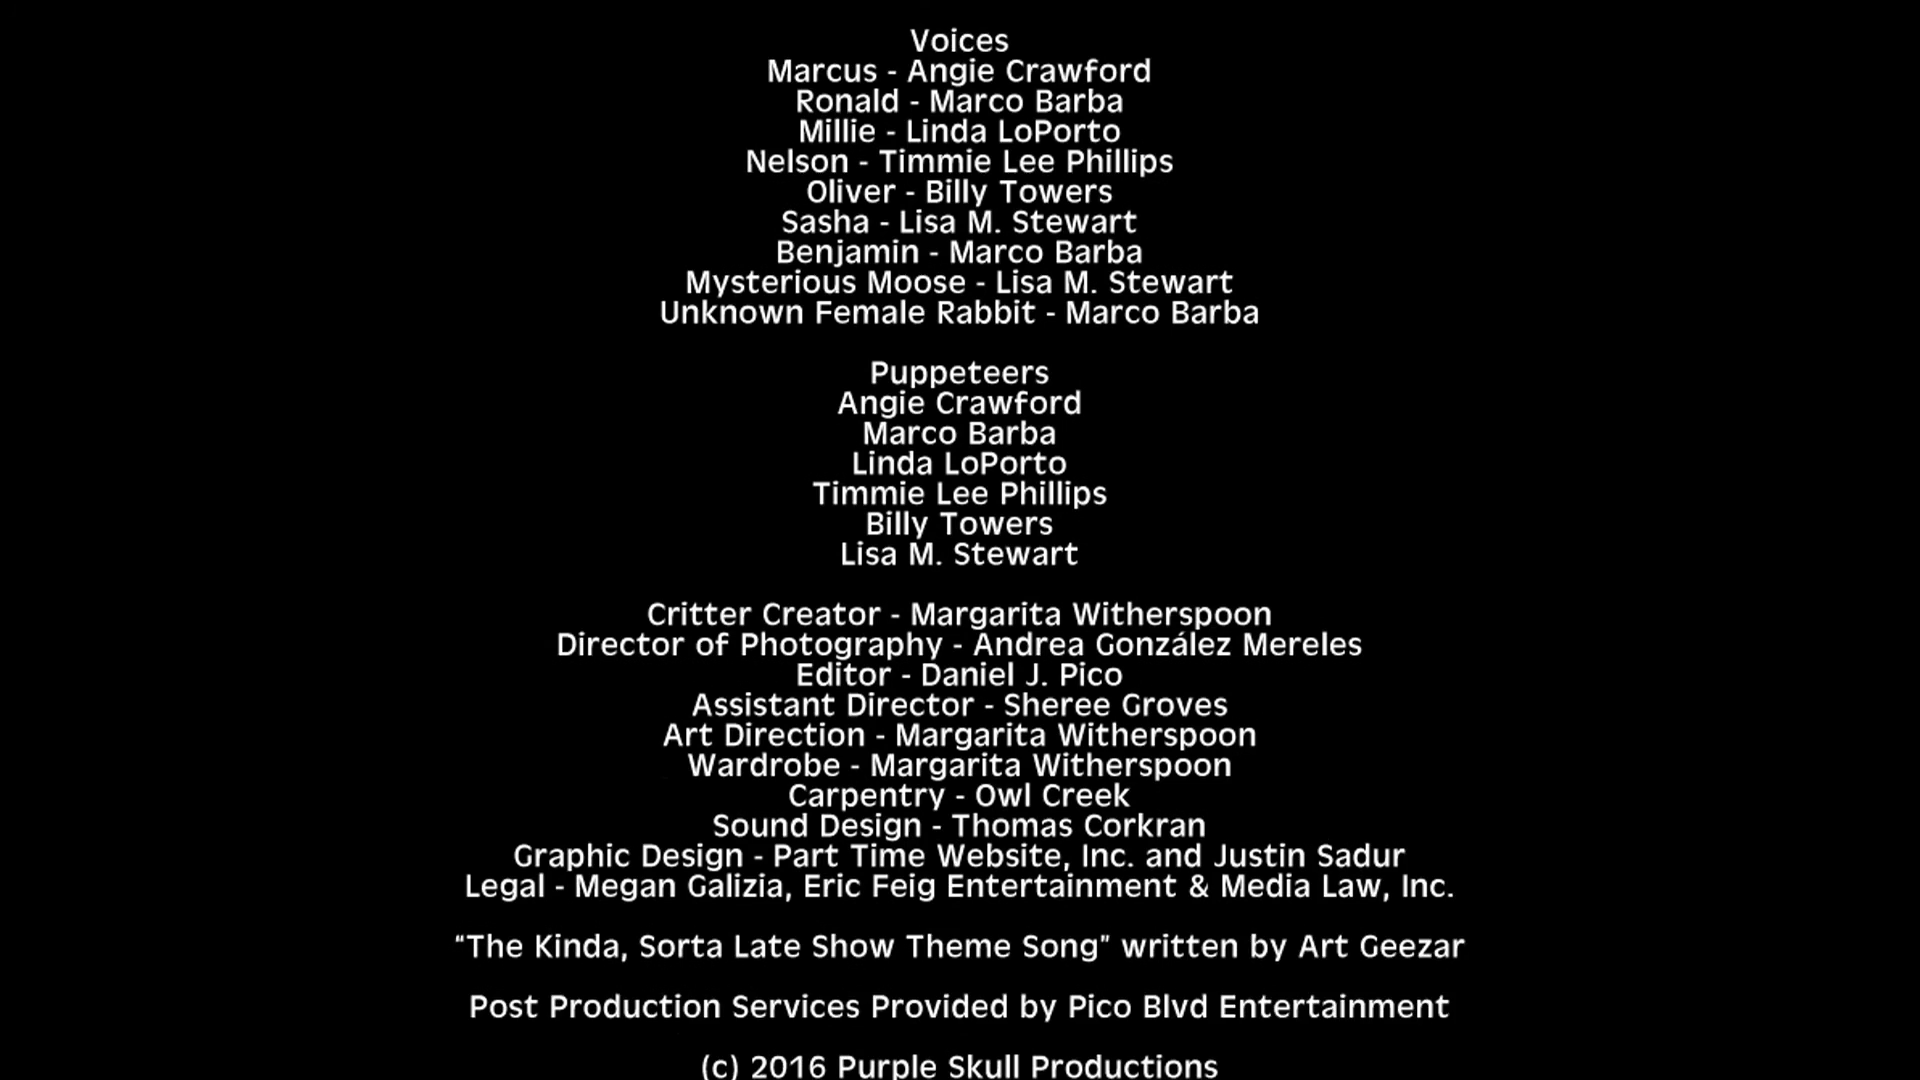 Voices
Marcus - Angie Crawford
Ronald - Marco Barba
Millie - Linda LoPorto
Nelson - Timmie Lee Phillips
Oliver - Billy Towers
Sasha - Lisa M. Stewart
Benjamin - Marco Barba
Mysterious Moose - Lisa M. Stewart
Unknown Female Rabbit - Marco Barba
Puppeteers
Angie Crawford
Marco Barba
Linda LoPorto
Timmie Lee Phillips
Billy Towers
Lisa M. Stewart
Critter Creator - Margarita Witherspoon
Director of Photography - Andrea González Mereles
Editor - Daniel J. Pico
Assistant Director - Sheree Groves
Art Direction - Margarita Witherspoon
Wardrobe - Margarita Witherspoon
Carpentry - Owl Creek
Sound Design - Thomas Corkran
Graphic Design - Part Time Website, Inc. and Justin Sadur
Legal - Megan Galizia, Eric Feig Entertainment & Media Law, Inc.
“The Kinda, Sorta Late Show Theme Song” written by Art Geezar
Post Production Services Provided by Pico Blvd Entertainment
(c) 2016 Purple Skull Productions